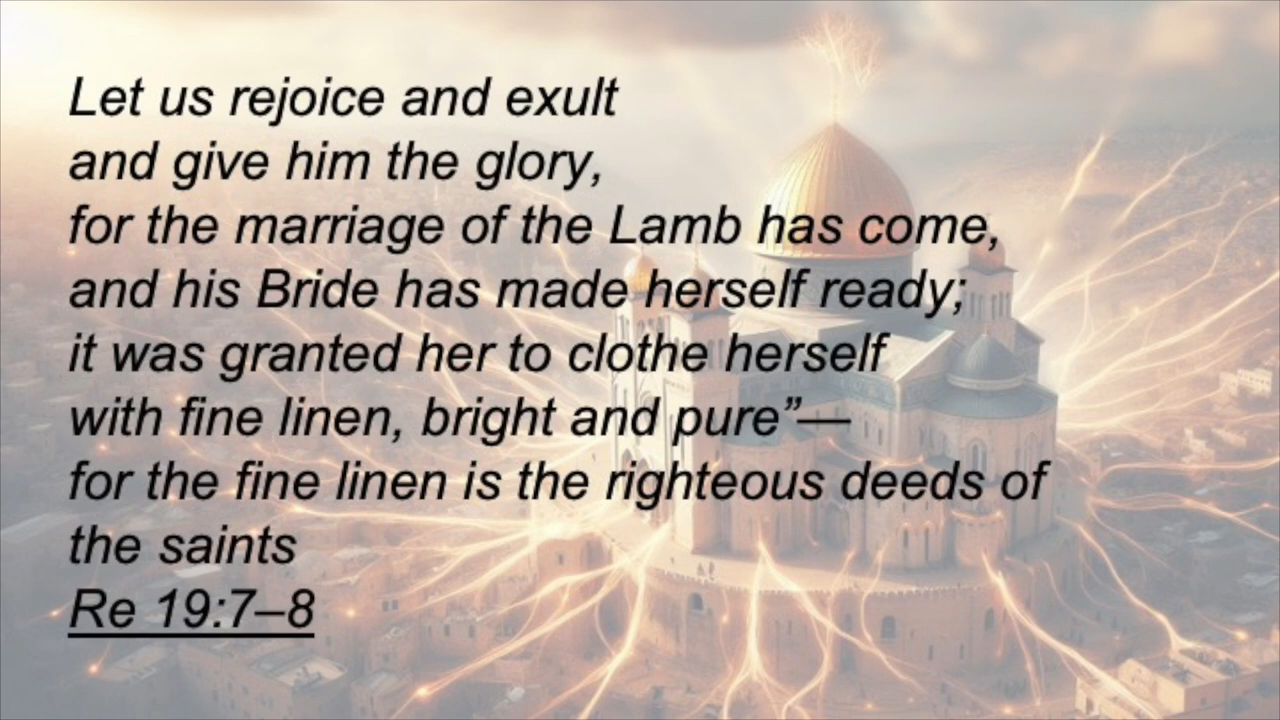 Let us rejoice and exult
and give him the glory,
for the marriage of the Lamb has come,
and his Bride has made herself ready;
it was granted her to clothe herself
with fine linen, bright and pure”—
for the fine linen is the righteous deeds of
the saints
Re 19:7–8